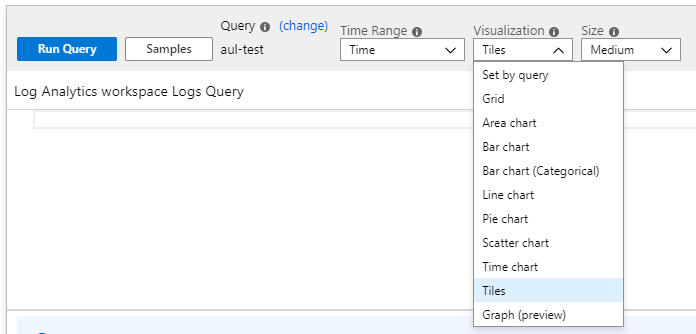 Query (change)
Time Range
Visualization
Size
Run Query
Samples
aul-test
Time
Tiles
Medium
Log Analytics workspace Logs Query
Set by query
Grid
Area chart
Bar chart
Bar chart (Categorical)
Line chart
Pie chart
Scatter chart
Time chart
Tiles
Graph (preview)